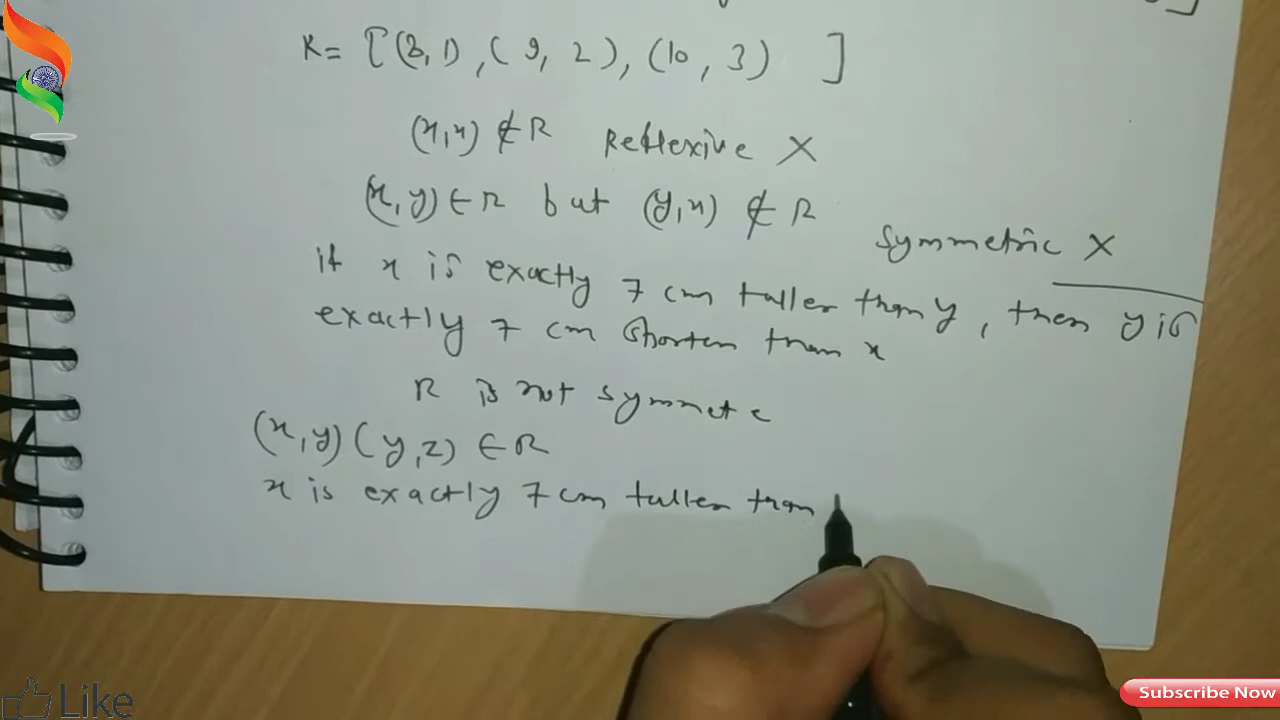 R= [(8,1), (9, 2), (10, 3) ]
(x,x) ∉ R Reflexive X
(x,y) ∈ R but (y,x) ∉ R
Symmetric X
if x is exactly 7 cm taller than y, then y is
exactly 7 cm shorter than x
R is not symmetc
(x,y) (y,z) ∈ R
x is exactly 7 cm taller than
Like
Subscribe Now